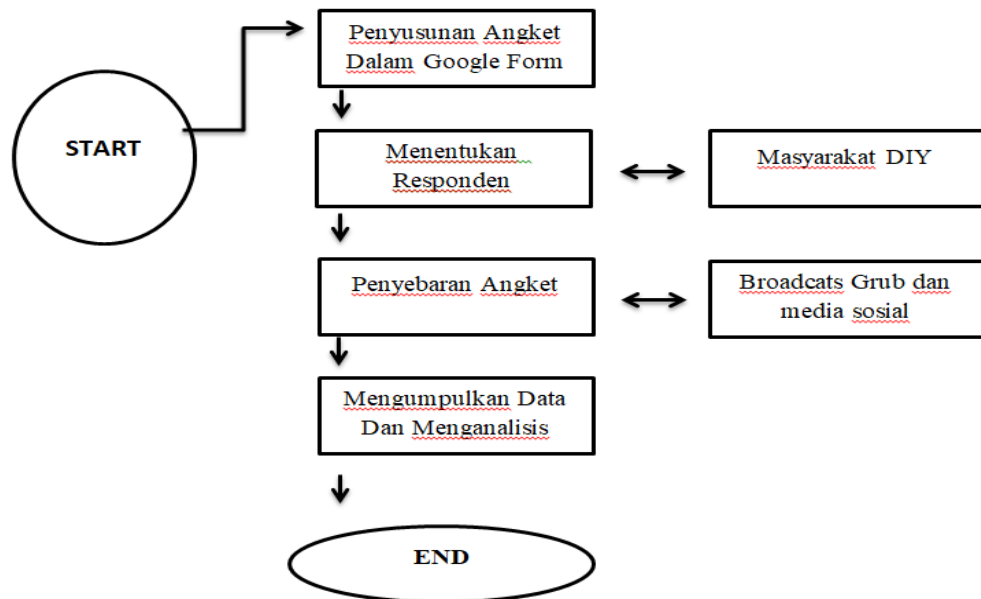 START
Penyusunan Angket
Dalam Google Form
Menentukan
Responden
Masyarakat DIY
Penyebaran Angket
Broadcats Grub dan
media sosial
Mengumpulkan Data
Dan Menganalisis
END